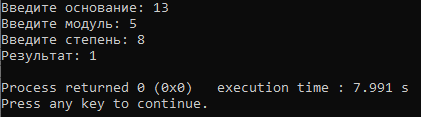 Введите основание: 13
Введите модуль: 5
Введите степень: 8
Результат: 1
Process returned 0 (0x0)   execution time : 7.991 s
Press any key to continue.